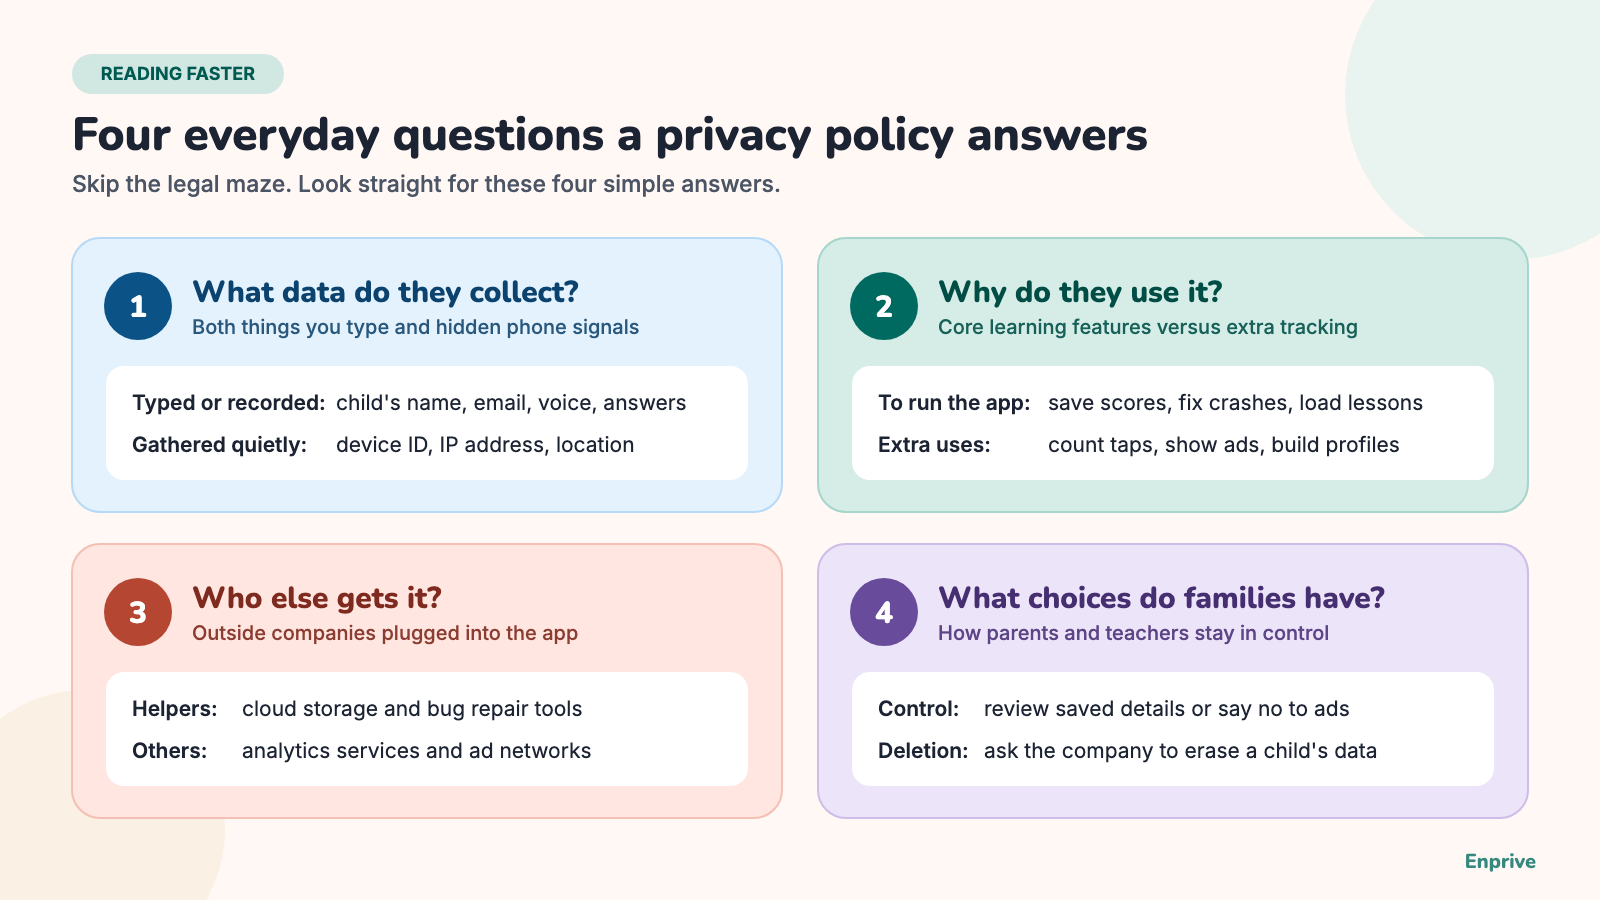 READING FASTER
Four everyday questions a privacy policy answers
Skip the legal maze. Look straight for these four simple answers.
1
What data do they collect?
Both things you type and hidden phone signals
Typed or recorded: child's name, email, voice, answers
Gathered quietly: device ID, IP address, location
2
Why do they use it?
Core learning features versus extra tracking
To run the app: save scores, fix crashes, load lessons
Extra uses: count taps, show ads, build profiles
3
Who else gets it?
Outside companies plugged into the app
Helpers: cloud storage and bug repair tools
Others: analytics services and ad networks
4
What choices do families have?
How parents and teachers stay in control
Control: review saved details or say no to ads
Deletion: ask the company to erase a child's data
Enprive